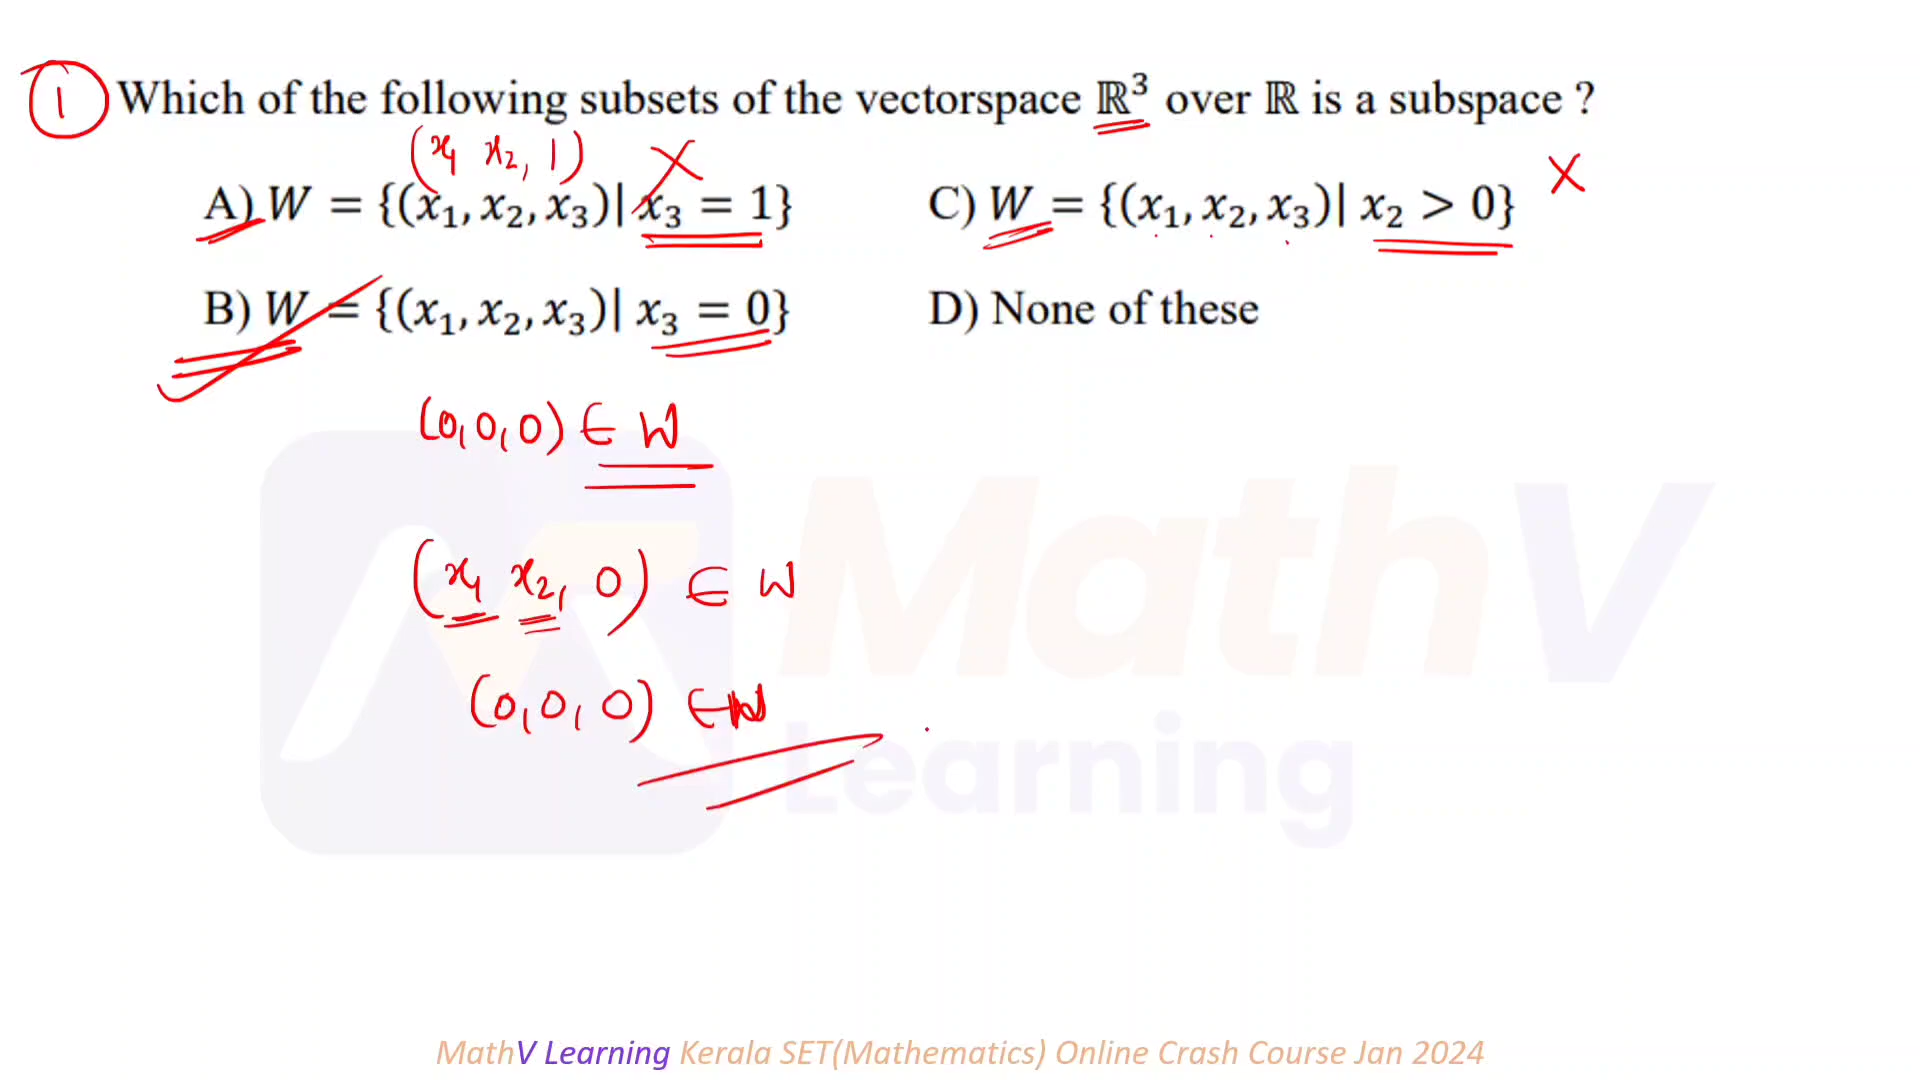 1 Which of the following subsets of the vectorspace ℝ³ over ℝ is a subspace ?
(x₁ x₂, 1) X
A) W = {(x₁, x₂, x₃)| x₃ = 1} C) W = {(x₁, x₂, x₃)| x₂ > 0} X
B) W = {(x₁, x₂, x₃)| x₃ = 0} D) None of these
(0, 0, 0) ∈ W
(x₁ x₂, 0) ∈ W
(0, 0, 0) ∈ W
MathV
Learning
MathV Learning Kerala SET(Mathematics) Online Crash Course Jan 2024